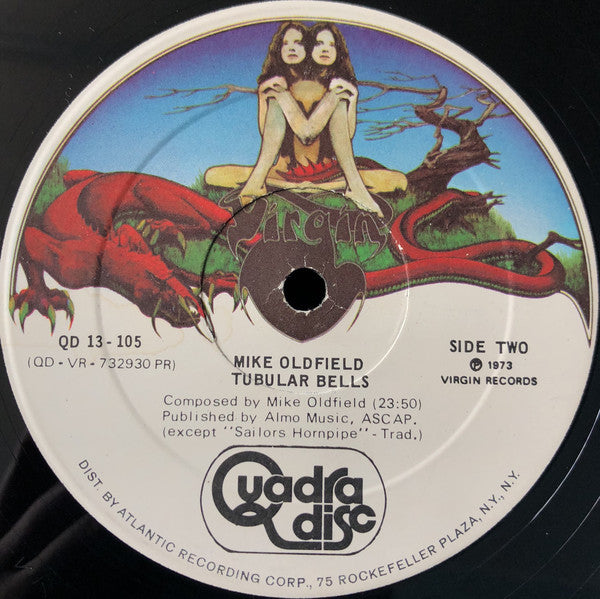 Virgin
QD 13-105
(QD - VR - 732930 PR)
MIKE OLDFIELD
TUBULAR BELLS
SIDE TWO
℗ 1973
VIRGIN RECORDS
Composed by Mike Oldfield (23:50)
Published by Almo Music, ASCAP.
(except "Sailors Hornpipe" - Trad.)
Quadra
disc
DIST. BY ATLANTIC RECORDING CORP., 75 ROCKEFELLER PLAZA, N.Y., N.Y.